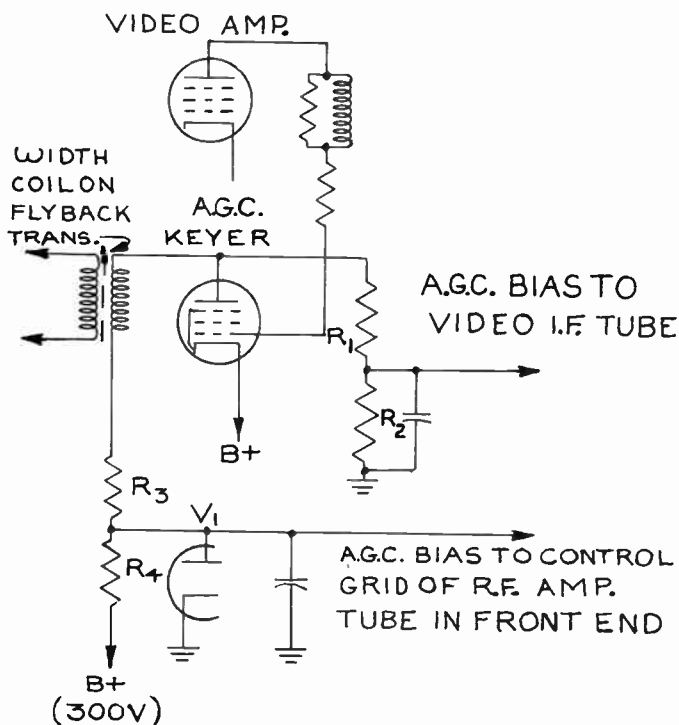 VIDEO AMP.
WIDTH
COIL ON
FLYBACK
TRANS.
A.G.C.
KEYER
A.G.C. BIAS TO
VIDEO I.F. TUBE
R1
R2
B+
R3
V1
R4
A.G.C. BIAS TO CONTROL
GRID OF R.F. AMP.
TUBE IN FRONT END
B+
(300V)